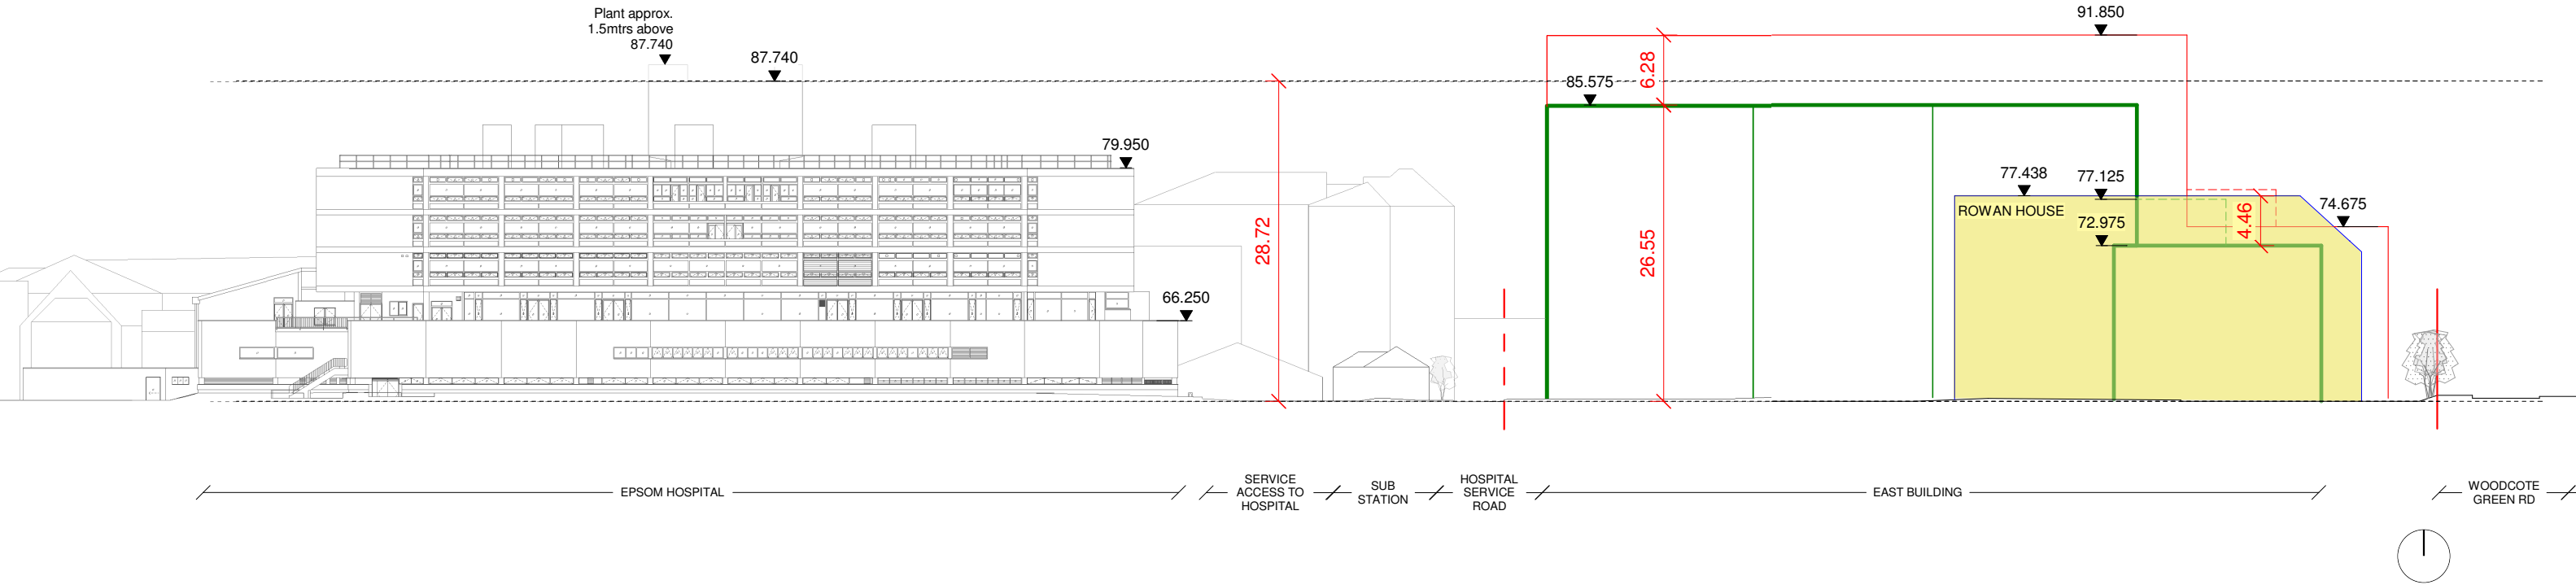 Plant approx.
1.5mtrs above
87.740
87.740
79.950
66.250
28.72
85.575
6.28
26.55
91.850
77.438
77.125
ROWAN HOUSE
72.975
4.46
74.675
EPSOM HOSPITAL
SERVICE
ACCESS TO
HOSPITAL
SUB
STATION
HOSPITAL
SERVICE
ROAD
EAST BUILDING
WOODCOTE
GREEN RD